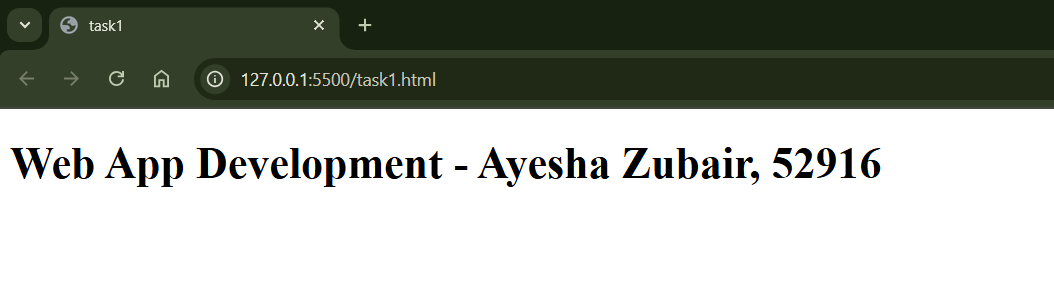 task1
127.0.0.1:5500/task1.html
Web App Development - Ayesha Zubair, 52916